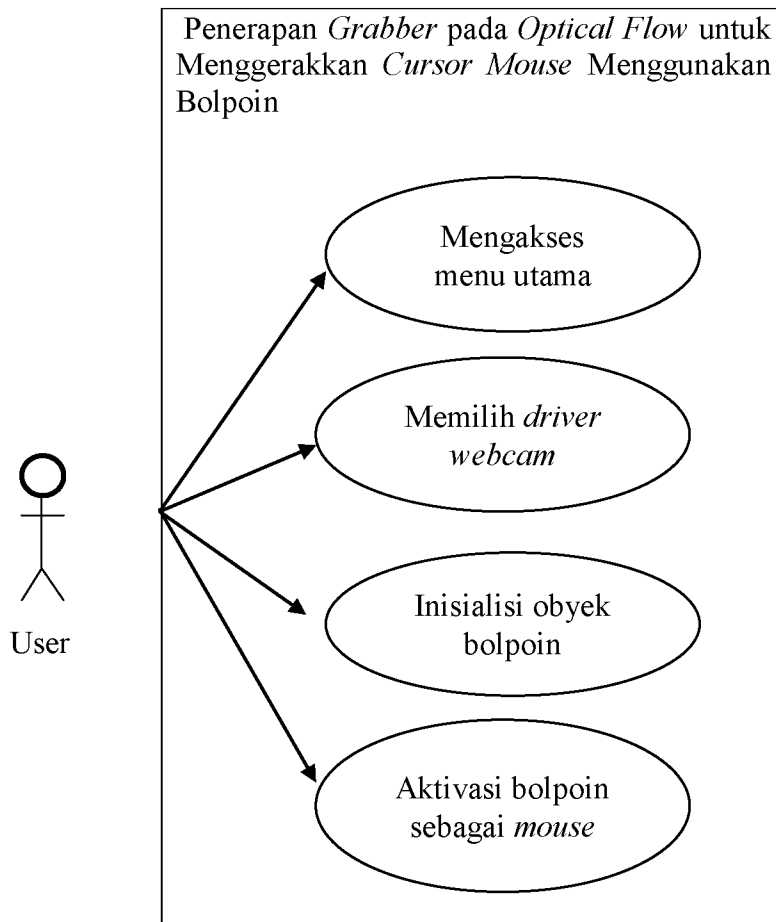 Penerapan Grabber pada Optical Flow untuk
Menggerakkan Cursor Mouse Menggunakan
Bolpoin
Mengakses
menu utama
Memilih driver
webcam
Inisialisi obyek
bolpoin
User
Aktivasi bolpoin
sebagai mouse